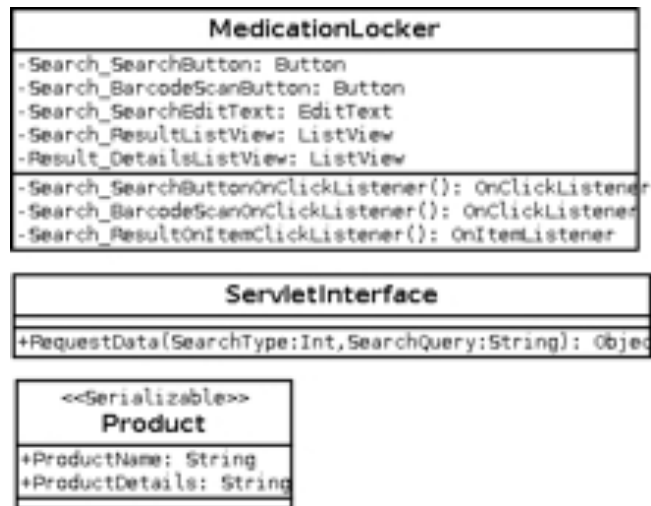 MedicationLocker
-Search_SearchButton: Button
-Search_BarcodeScanButton: Button
-Search_SearchEditText: EditText
-Search_ResultListView: ListView
-Result_DetailsListView: ListView
-Search_SearchButtonOnClickListener(): OnClickListener
-Search_BarcodeScanOnClickListener(): OnClickListener
-Search_ResultOnItemClickListener(): OnItemListener
ServletInterface
+RequestData(SearchType:Int,SearchQuery:String): Objec
<<Serializable>>
Product
+ProductName: String
+ProductDetails: String